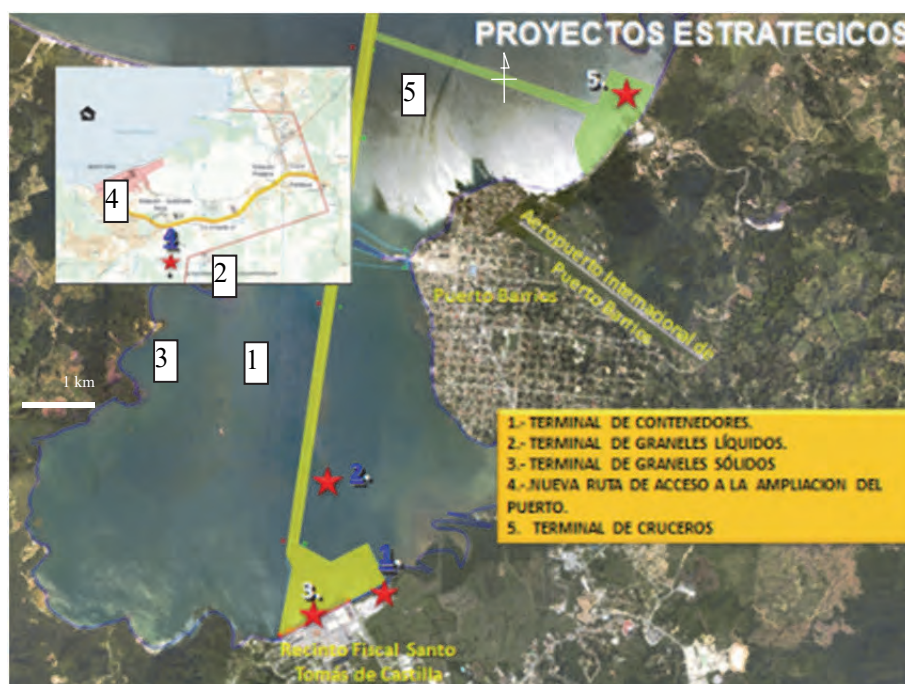 PROYECTOS ESTRATEGICOS
5.
5
4
2
3
1
1 km
Puerto Barrios
Aeropuerto Internacional de
Puerto Barrios
1.- TERMINAL DE CONTENEDORES.
2.- TERMINAL DE GRANELES LÍQUIDOS.
3.- TERMINAL DE GRANELES SÓLIDOS
4.-.NUEVA RUTA DE ACCESO A LA AMPLIACION DEL
PUERTO.
5. TERMINAL DE CRUCEROS
2.
1.
3.
Recinto Fiscal Santo
Tomás de Castilla